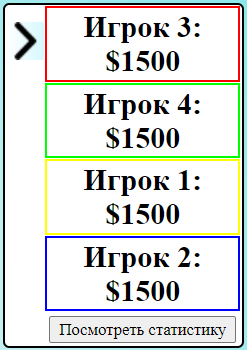 Игрок 3:
$1500
Игрок 4:
$1500
Игрок 1:
$1500
Игрок 2:
$1500
Посмотреть статистику